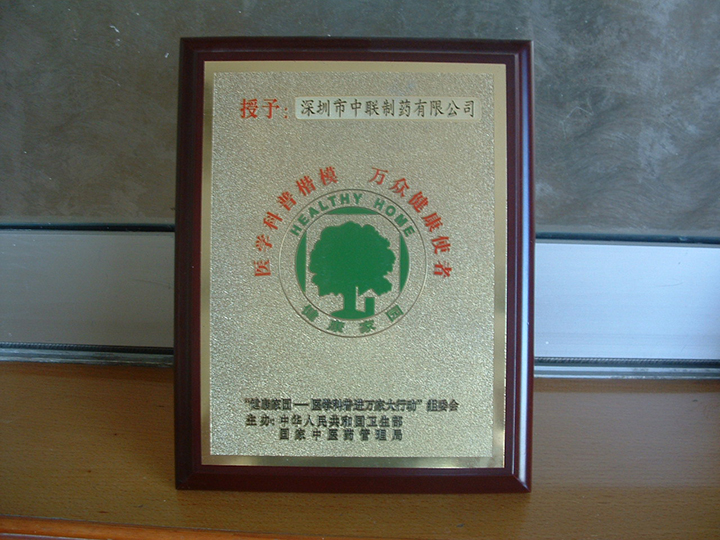 授予：深圳市中联制药有限公司
医学科普楷模 万众健康使者
HEALTHY HOME
健康家园
“健康家园——医学科普进万家大行动”组委会
主办：中华人民共和国卫生部
国家中医药管理局